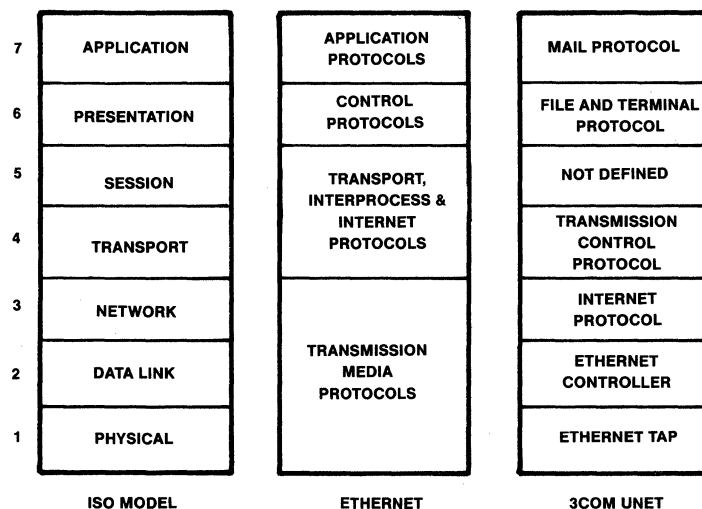 7
APPLICATION
6
PRESENTATION
5
SESSION
4
TRANSPORT
3
NETWORK
2
DATA LINK
1
PHYSICAL
ISO MODEL
APPLICATION
PROTOCOLS
CONTROL
PROTOCOLS
TRANSPORT,
INTERPROCESS &
INTERNET
PROTOCOLS
TRANSMISSION
MEDIA
PROTOCOLS
ETHERNET
MAIL PROTOCOL
FILE AND TERMINAL
PROTOCOL
NOT DEFINED
TRANSMISSION
CONTROL
PROTOCOL
INTERNET
PROTOCOL
ETHERNET
CONTROLLER
ETHERNET TAP
3COM UNET